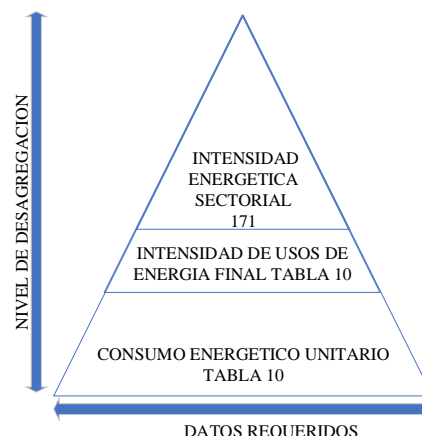 NIVEL DE DESAGREGACION
INTENSIDAD
ENERGETICA
SECTORIAL
171
INTENSIDAD DE USOS DE
ENERGIA FINAL TABLA 10
CONSUMO ENERGETICO UNITARIO
TABLA 10
DATOS REQUERIDOS